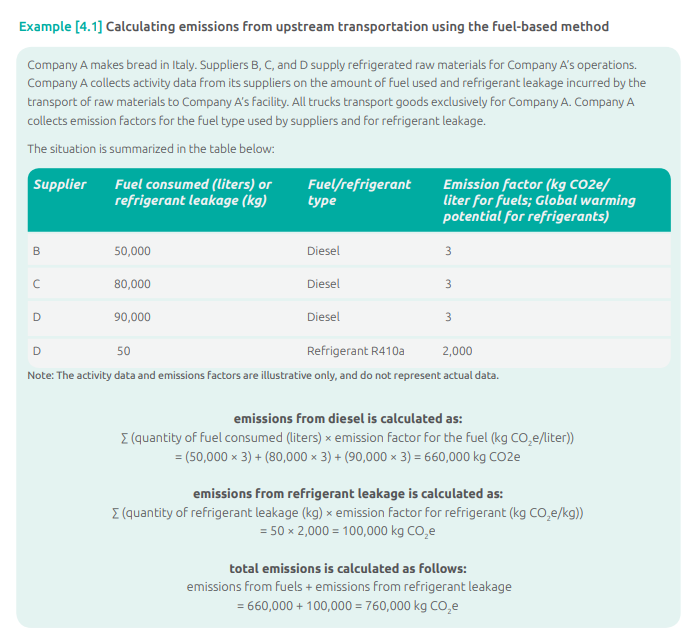 Example [4.1] Calculating emissions from upstream transportation using the fuel-based method
Company A makes bread in Italy. Suppliers B, C, and D supply refrigerated raw materials for Company A’s operations.
Company A collects activity data from its suppliers on the amount of fuel used and refrigerant leakage incurred by the
transport of raw materials to Company A’s facility. All trucks transport goods exclusively for Company A. Company A
collects emission factors for the fuel type used by suppliers and for refrigerant leakage.
The situation is summarized in the table below:
Supplier Fuel consumed (liters) or refrigerant leakage (kg) Fuel/refrigerant type Emission factor (kg CO2e/ liter for fuels; Global warming potential for refrigerants)
B 50,000 Diesel 3
C 80,000 Diesel 3
D 90,000 Diesel 3
D 50 Refrigerant R410a 2,000
Note: The activity data and emissions factors are illustrative only, and do not represent actual data.
emissions from diesel is calculated as:
∑ (quantity of fuel consumed (liters) × emission factor for the fuel (kg CO₂e/liter))
= (50,000 × 3) + (80,000 × 3) + (90,000 × 3) = 660,000 kg CO2e
emissions from refrigerant leakage is calculated as:
∑ (quantity of refrigerant leakage (kg) × emission factor for refrigerant (kg CO₂e/kg))
= 50 × 2,000 = 100,000 kg CO₂e
total emissions is calculated as follows:
emissions from fuels + emissions from refrigerant leakage
= 660,000 + 100,000 = 760,000 kg CO₂e